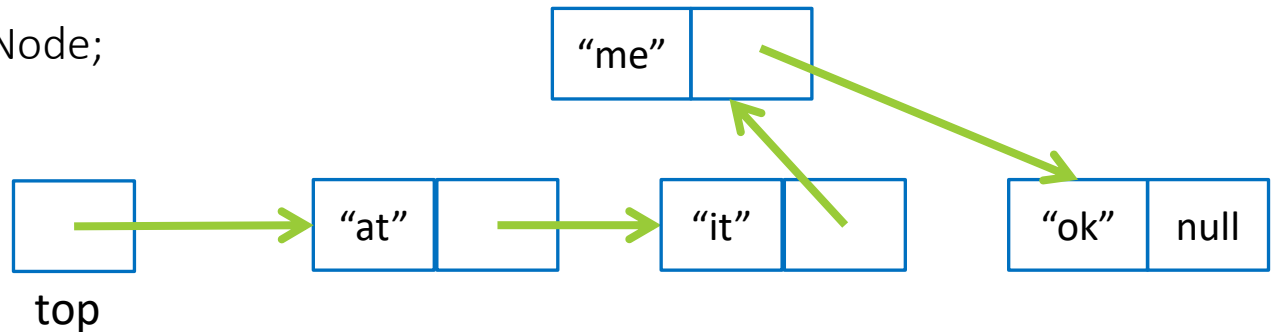 Node;
“me”
“at” “it” “ok” null
top